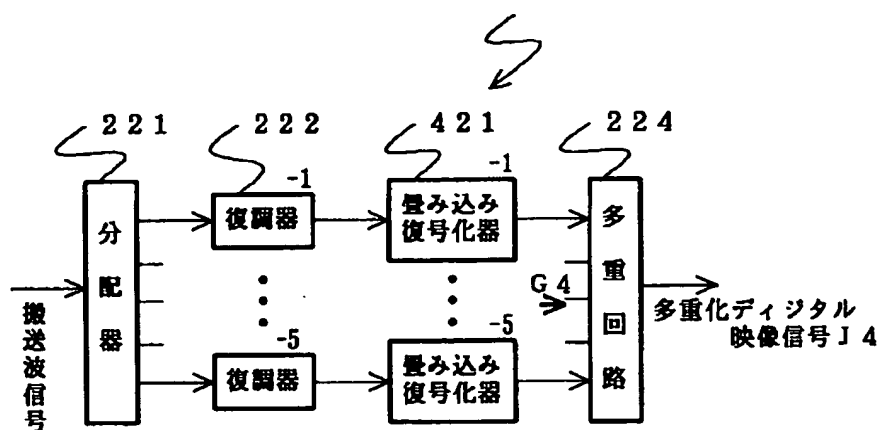 221
222
421
224
-1
-1
分配器
復調器
畳み込み
復号化器
多重回路
搬送波信号
G4
多重化ディジタル
映像信号J4
-5
-5
復調器
畳み込み
復号化器